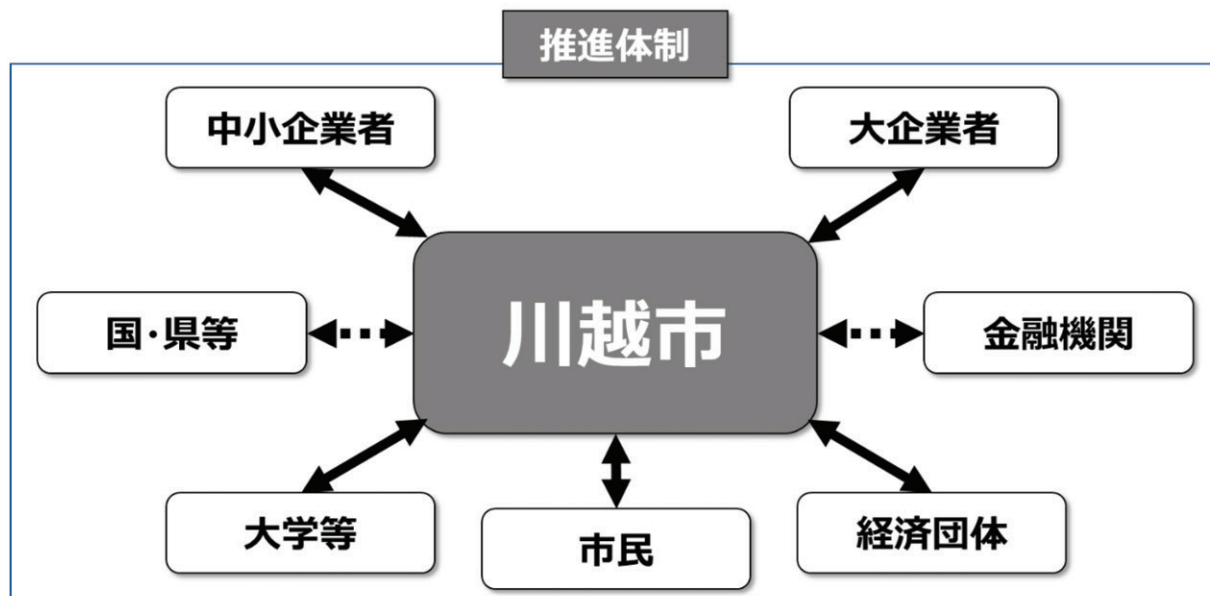 推進体制
中小企業者
大企業者
国・県等
川越市
金融機関
大学等
市民
経済団体